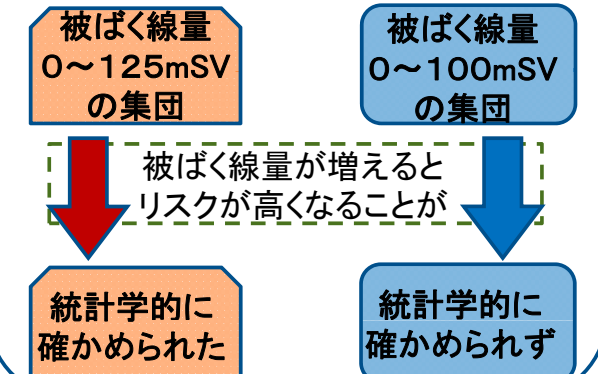 被ばく線量
０～１２５mSV
の集団
被ばく線量
０～１００mSV
の集団
被ばく線量が増えると
リスクが高くなることが
統計学的に
確かめられた
統計学的に
確かめられず